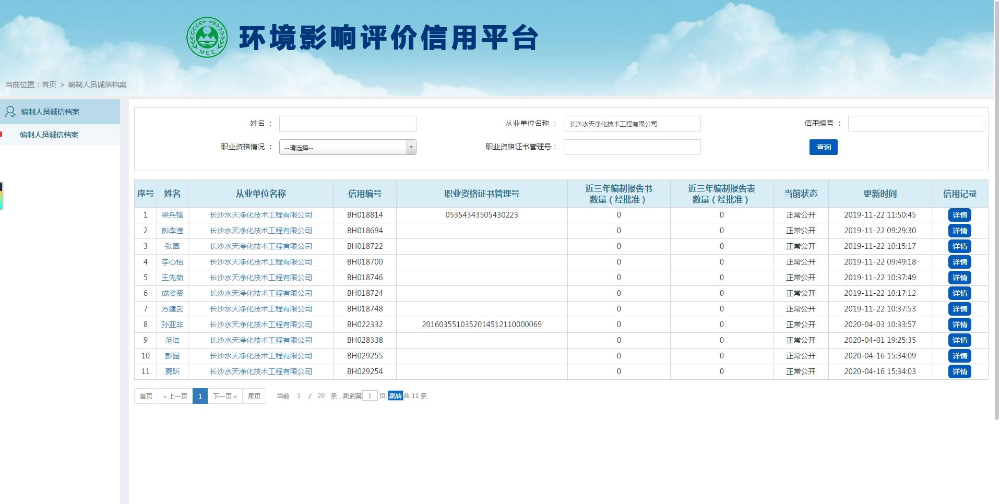 环境影响评价信用平台
MEE
当前位置：首页 > 编制人员诚信档案
编制人员诚信档案
编制人员诚信档案
姓名 ： 从业单位名称 ： 长沙水天净化技术工程有限公司 信用编号 ：
职业资格情况 ： --请选择-- 职业资格证书管理号： 查询
序号 姓名 从业单位名称 信用编号 职业资格证书管理号 近三年编制报告书数量（经批准） 近三年编制报告表数量（经批准） 当前状态 更新时间 信用记录
1 梁兵锋 长沙水天净化技术工程有限公司 BH018814 05354343505430223 0 0 正常公开 2019-11-22 11:50:45 详情
2 彭李滢 长沙水天净化技术工程有限公司 BH018694 0 0 正常公开 2019-11-22 09:29:30 详情
3 张圆 长沙水天净化技术工程有限公司 BH018722 0 0 正常公开 2019-11-22 10:15:17 详情
4 李心怡 长沙水天净化技术工程有限公司 BH018700 0 0 正常公开 2019-11-22 09:49:18 详情
5 王先菊 长沙水天净化技术工程有限公司 BH018746 0 0 正常公开 2019-11-22 10:37:49 详情
6 成姿贤 长沙水天净化技术工程有限公司 BH018724 0 0 正常公开 2019-11-22 10:17:12 详情
7 方建武 长沙水天净化技术工程有限公司 BH018748 0 0 正常公开 2019-11-22 10:37:53 详情
8 孙亚非 长沙水天净化技术工程有限公司 BH022332 2016035510352014512110000069 0 0 正常公开 2020-04-03 10:33:57 详情
9 范浩 长沙水天净化技术工程有限公司 BH028338 0 0 正常公开 2020-04-01 19:25:35 详情
10 彭园 长沙水天净化技术工程有限公司 BH029255 0 0 正常公开 2020-04-16 15:34:09 详情
11 夏昕 长沙水天净化技术工程有限公司 BH029254 0 0 正常公开 2020-04-16 15:34:03 详情
首页 « 上一页 1 下一页 » 尾页 当前 1 / 20 条，跳到第 1 页 跳转 共 11 条